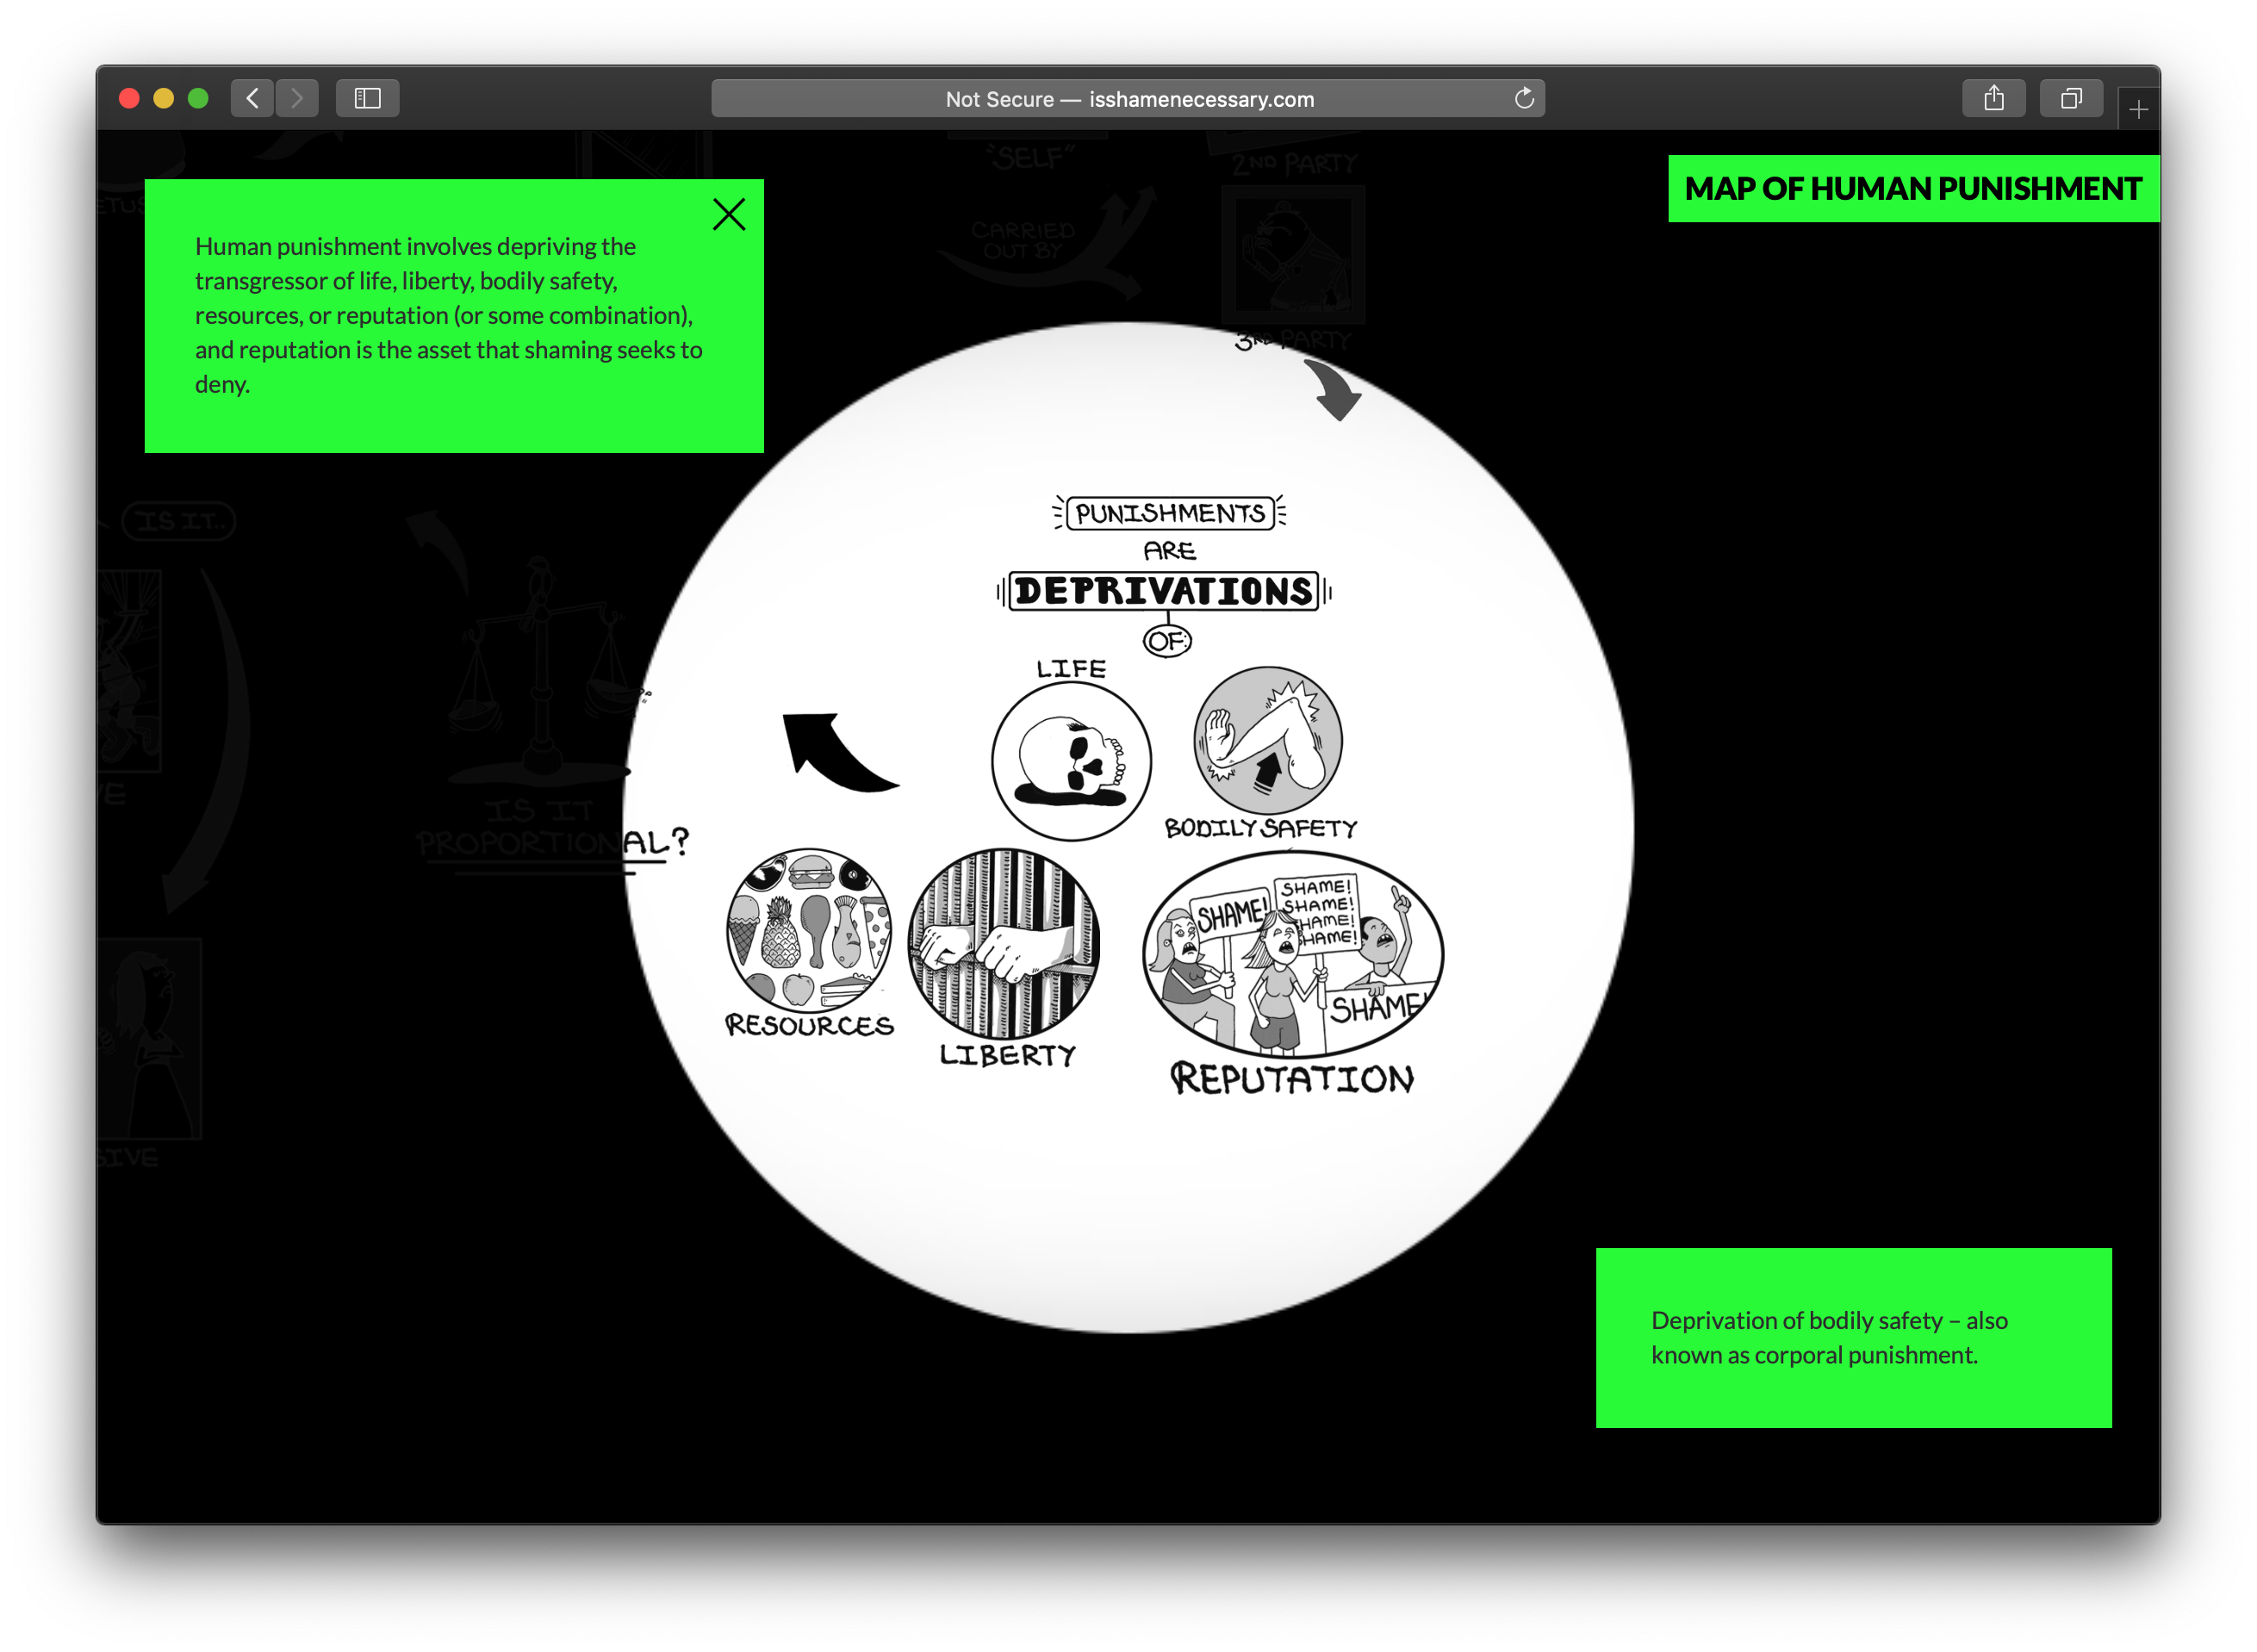 Not Secure — isshamenecessary.com
"SELF"
2ND PARTY
MAP OF HUMAN PUNISHMENT
CARRIED
OUT BY
3RD PARTY
Human punishment involves depriving the
transgressor of life, liberty, bodily safety,
resources, or reputation (or some combination),
and reputation is the asset that shaming seeks to
deny.
IS IT..
PUNISHMENTS
ARE
DEPRIVATIONS
OF:
LIFE
BODILY SAFETY
IS IT
PROPORTIONAL?
RESOURCES
LIBERTY
SHAME!
SHAME!
SHAME!
HAME!
HAME!
SHAME!
REPUTATION
SIVE
Deprivation of bodily safety – also
known as corporal punishment.